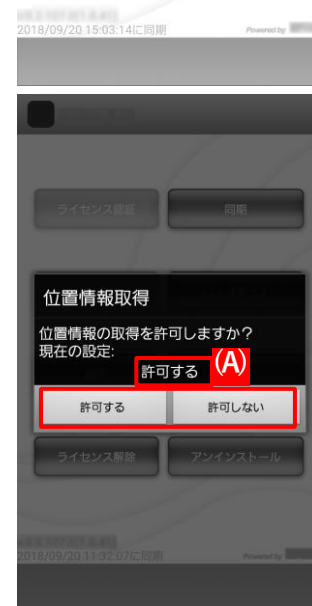 2018/09/20 15:03:14に同期
Powered by
ライセンス認証
同期
位置情報取得
位置情報の取得を許可しますか?
現在の設定:
許可する
(A)
許可する
許可しない
ライセンス解除
アンインストール
2018/09/20 11:32:07に同期
Powered by